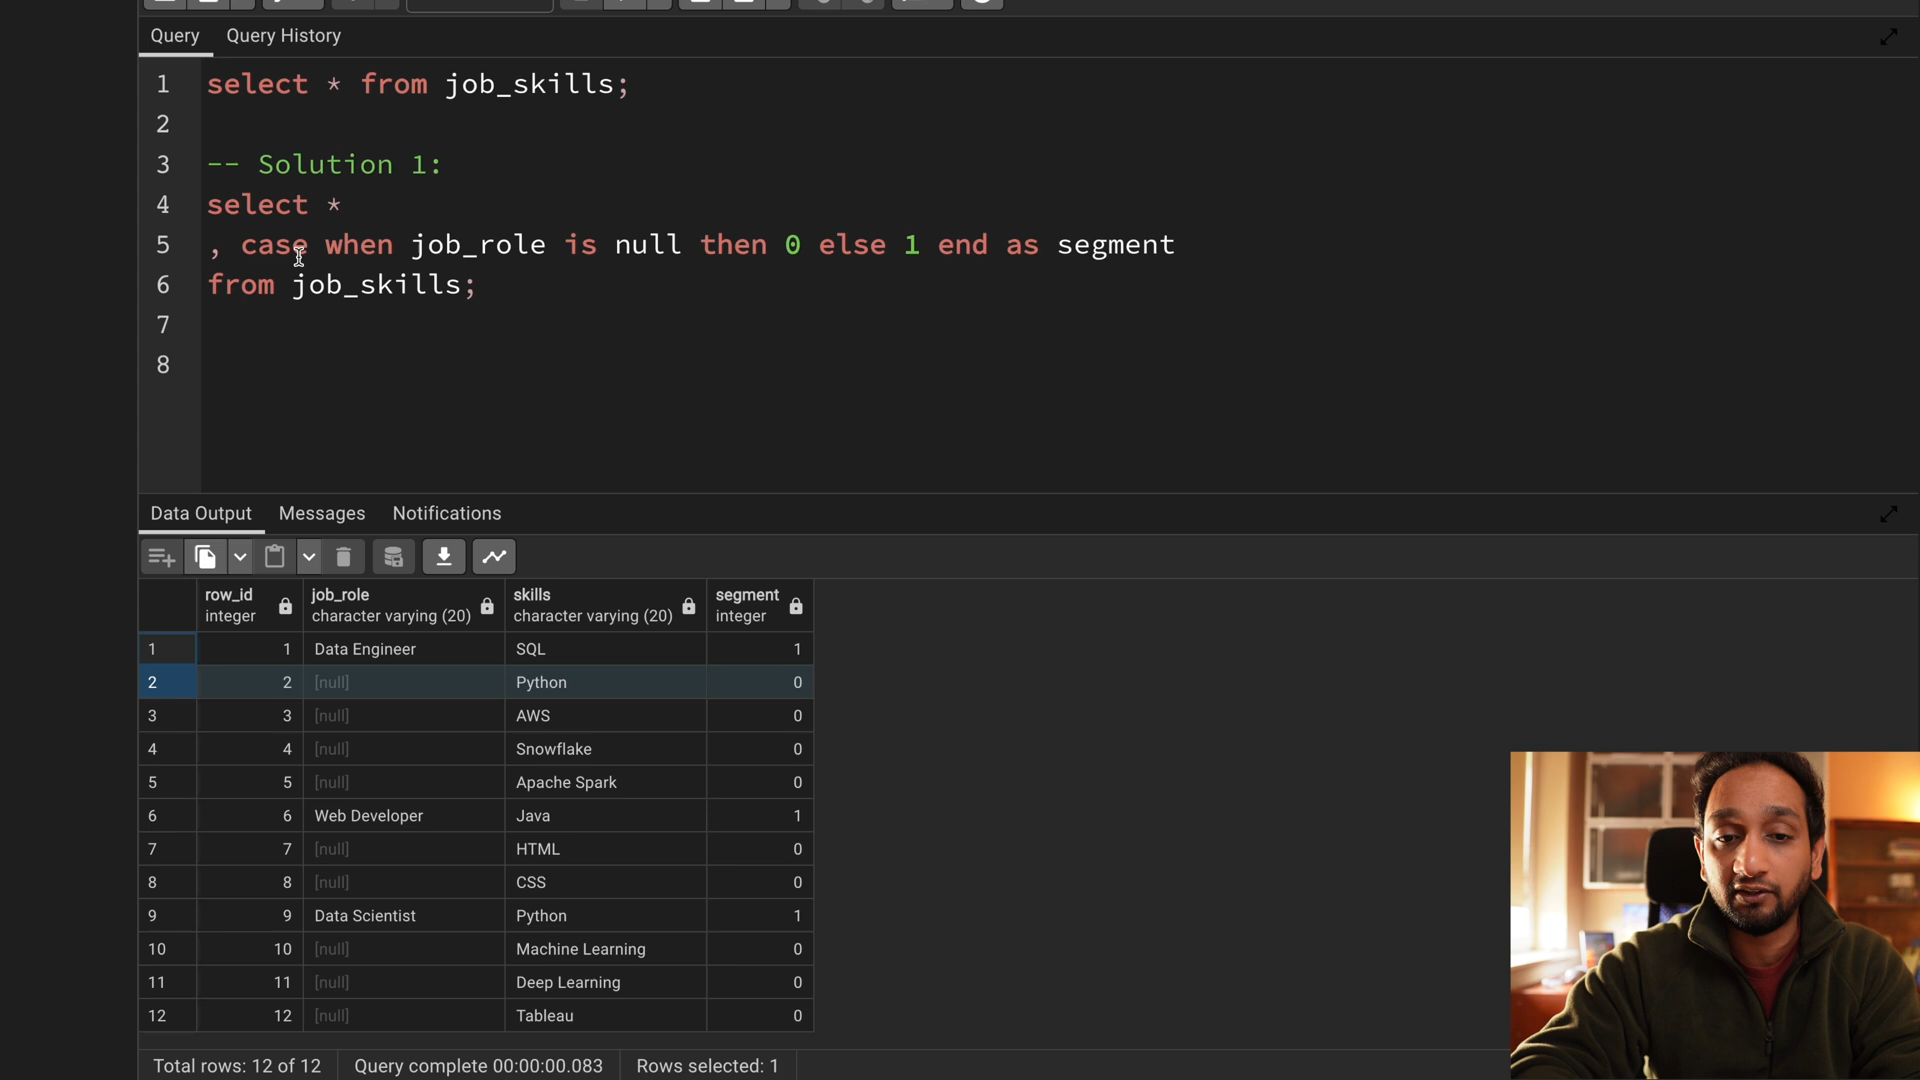 Query Query History
1 select * from job_skills;
2
3 -- Solution 1:
4 select *
5 , case when job_role is null then 0 else 1 end as segment
6 from job_skills;
7
8
Data Output Messages Notifications
row_id job_role skills segment
integer character varying (20) character varying (20) integer
1 1 Data Engineer SQL 1
2 2 [null] Python 0
3 3 [null] AWS 0
4 4 [null] Snowflake 0
5 5 [null] Apache Spark 0
6 6 Web Developer Java 1
7 7 [null] HTML 0
8 8 [null] CSS 0
9 9 Data Scientist Python 1
10 10 [null] Machine Learning 0
11 11 [null] Deep Learning 0
12 12 [null] Tableau 0
Total rows: 12 of 12 Query complete 00:00:00.083 Rows selected: 1